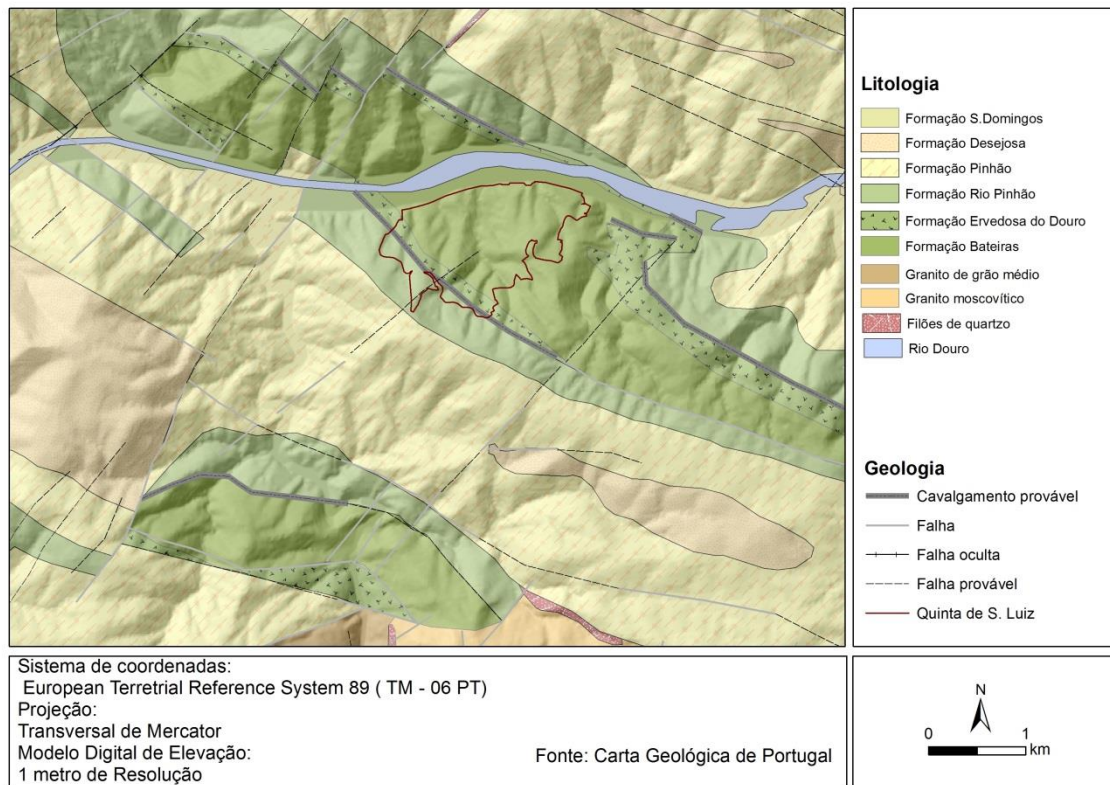 Litologia
Formação S.Domingos
Formação Desejosa
Formação Pinhão
Formação Rio Pinhão
Formação Ervedosa do Douro
Formação Bateiras
Granito de grão médio
Granito moscovítico
Filões de quartzo
Rio Douro
Geologia
Cavalgamento provável
Falha
Falha oculta
Falha provável
Quinta de S. Luiz
Sistema de coordenadas:
European Terretrial Reference System 89 ( TM - 06 PT)
Projeção:
Transversal de Mercator
Modelo Digital de Elevação:
1 metro de Resolução
Fonte: Carta Geológica de Portugal
N
0 1
km